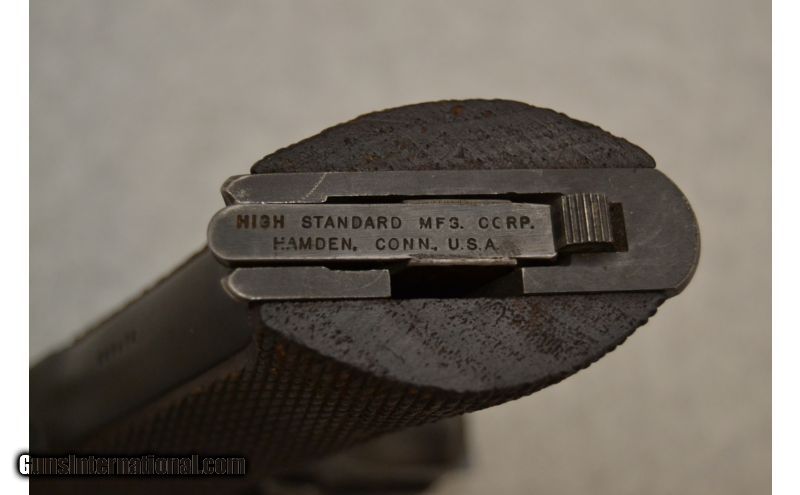 HIGH STANDARD MFG. CORP.
HAMDEN, CONN. U.S.A.
GunsInternational.com